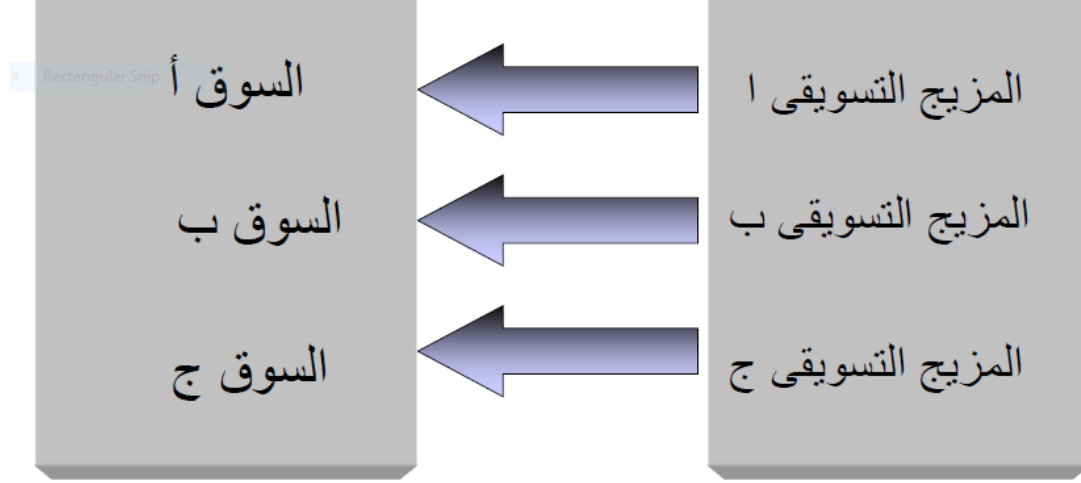 المزيج التسويقى ا
السوق أ
المزيج التسويقى ب
السوق ب
المزيج التسويقى ج
السوق ج
Rectangular Snip